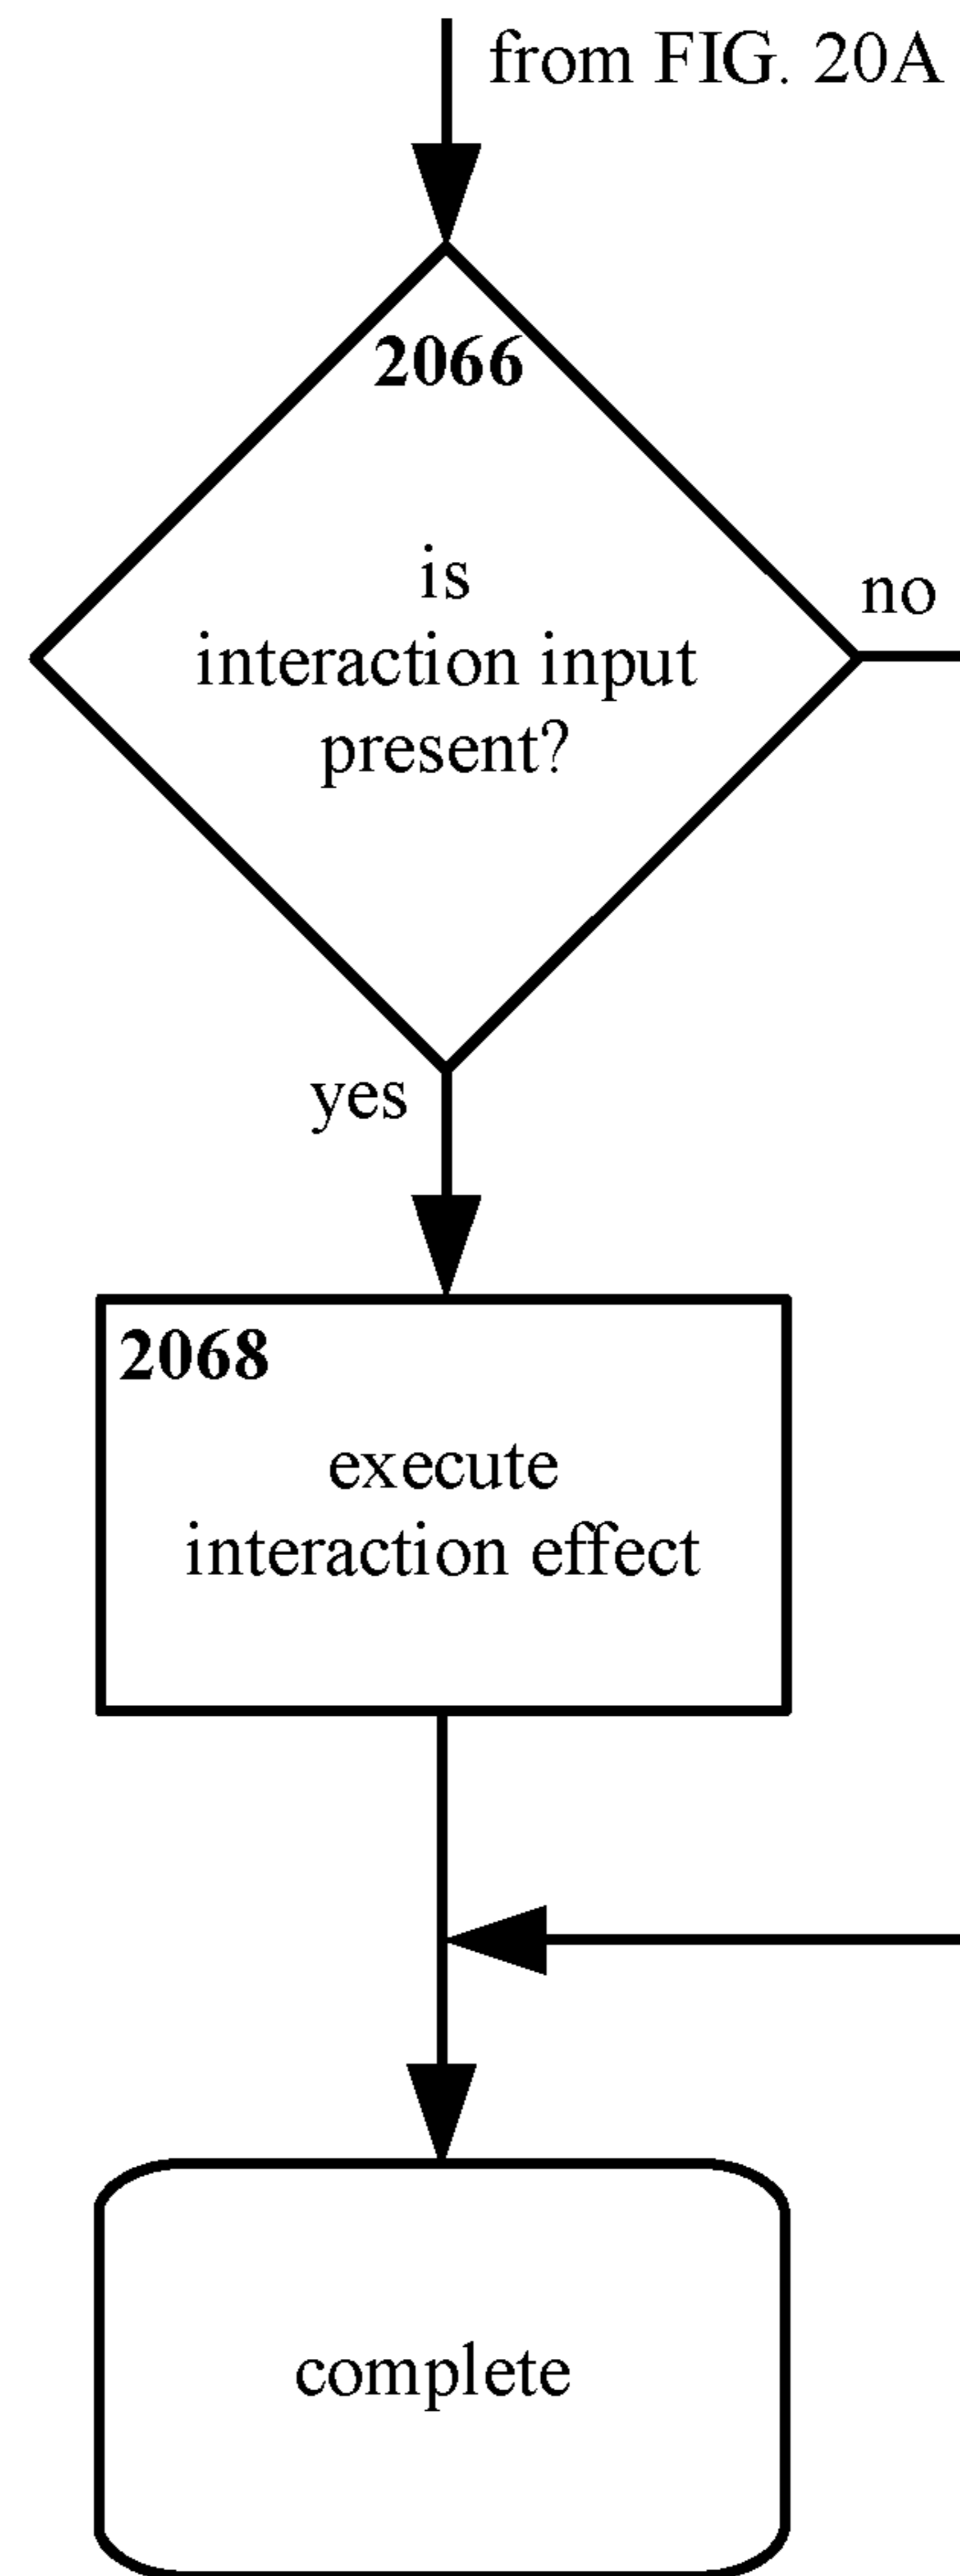 from FIG. 20A
2066
is
interaction input
present?
no
yes
2068
execute
interaction effect
complete